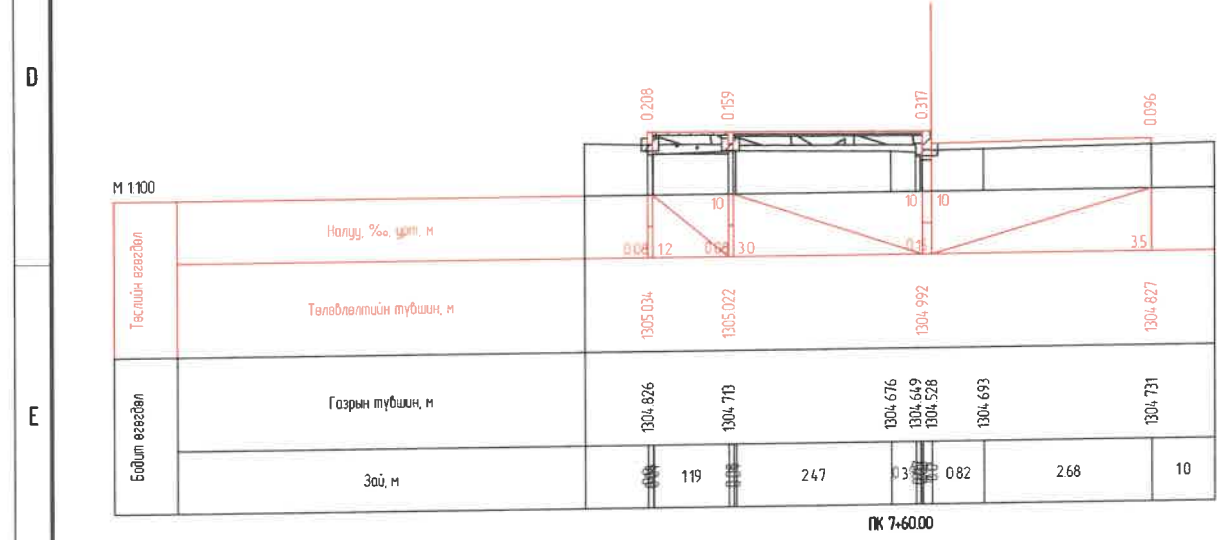 D
0.208 0.159 0.317 0.096
М 1:100
Төслийн өгөгдөл
Налуу, ‰, урт, м
10 10 10
0.08 12 0.08 30 0.15 35
Төлөвлөлтийн түвшин, м
1305.034 1305.022 1304.992 1304.827
E
Бодит өгөгдөл
Газрын түвшин, м
1304.826 1304.713 1304.676 1304.649 1304.528 1304.693 1304.731
Зай, м
1.19 2.47 0.82 2.68 10
ПК 7+60.00